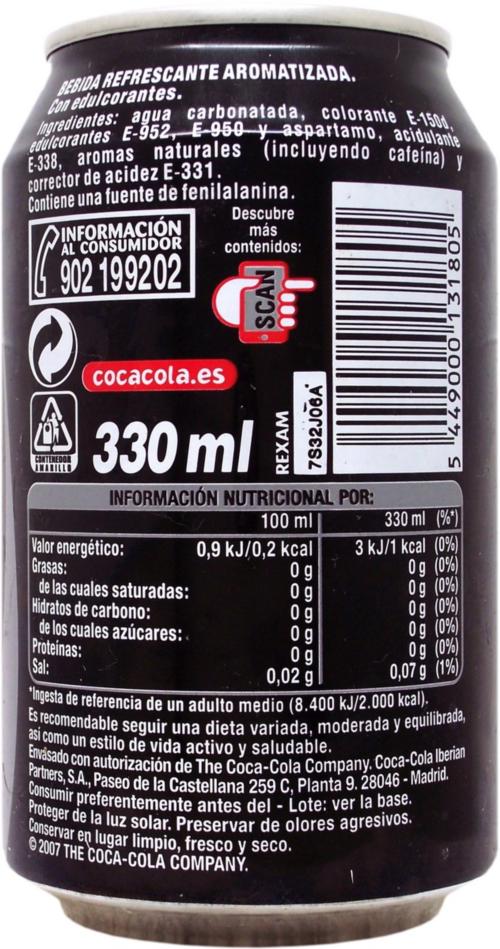 BEBIDA REFRESCANTE AROMATIZADA.
Con edulcorantes.
Ingredientes: agua carbonatada, colorante E-150d,
edulcorantes E-952, E-950 y aspartamo, acidulante
E-338, aromas naturales (incluyendo cafeína) y
corrector de acidez E-331.
Contiene una fuente de fenilalanina.
INFORMACIÓN
AL CONSUMIDOR
902 199202
Descubre
más
contenidos:
SCAN
cocacola.es
CONTENEDOR
AMARILLO
330 ml
REXAM
7S32J06A
5 449000 131805
INFORMACIÓN NUTRICIONAL POR:
100 ml 330 ml (%*)
Valor energético: 0,9 kJ/0,2 kcal 3 kJ/1 kcal (0%)
Grasas: 0 g 0 g (0%)
de las cuales saturadas: 0 g 0 g (0%)
Hidratos de carbono: 0 g 0 g (0%)
de los cuales azúcares: 0 g 0 g (0%)
Proteínas: 0 g 0 g (0%)
Sal: 0,02 g 0,07 g (1%)
*Ingesta de referencia de un adulto medio (8.400 kJ/2.000 kcal).
Es recomendable seguir una dieta variada, moderada y equilibrada,
así como un estilo de vida activo y saludable.
Envasado con autorización de The Coca-Cola Company. Coca-Cola Iberian
Partners, S.A., Paseo de la Castellana 259 C, Planta 9. 28046 - Madrid.
Consumir preferentemente antes del - Lote: ver la base.
Proteger de la luz solar. Preservar de olores agresivos.
Conservar en lugar limpio, fresco y seco.
© 2007 THE COCA-COLA COMPANY.